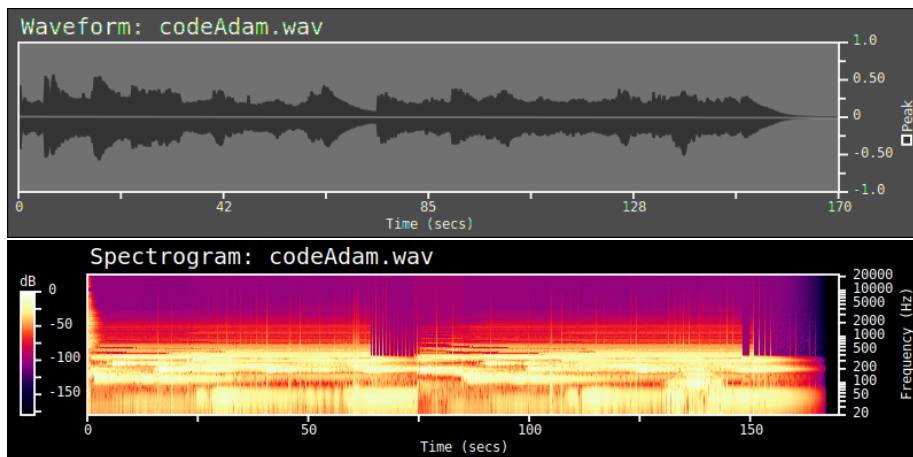 Waveform: codeAdam.wav
1.0
0.50
0
-0.50
-1.0
Peak
0 42 85 128 170
Time (secs)
Spectrogram: codeAdam.wav
dB
0
-50
-100
-150
20000
10000
5000
2000
1000
500
200
100
50
20
Frequency (Hz)
0 50 100 150
Time (secs)